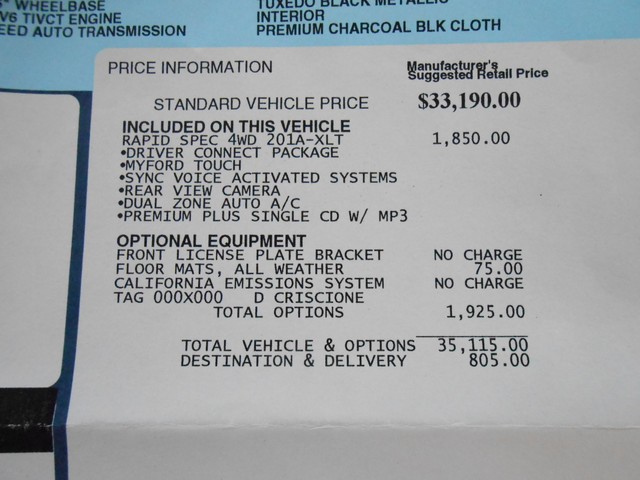 " WHEELBASE
V6 TIVCT ENGINE
EED AUTO TRANSMISSION
TUXEDO BLACK METALLIC
INTERIOR
PREMIUM CHARCOAL BLK CLOTH
PRICE INFORMATION
Manufacturer's
Suggested Retail Price
STANDARD VEHICLE PRICE $33,190.00
INCLUDED ON THIS VEHICLE
RAPID SPEC 4WD 201A-XLT 1,850.00
•DRIVER CONNECT PACKAGE
•MYFORD TOUCH
•SYNC VOICE ACTIVATED SYSTEMS
•REAR VIEW CAMERA
•DUAL ZONE AUTO A/C
•PREMIUM PLUS SINGLE CD W/ MP3
OPTIONAL EQUIPMENT
FRONT LICENSE PLATE BRACKET NO CHARGE
FLOOR MATS, ALL WEATHER 75.00
CALIFORNIA EMISSIONS SYSTEM NO CHARGE
TAG 000X000 D CRISCIONE
TOTAL OPTIONS 1,925.00
TOTAL VEHICLE & OPTIONS 35,115.00
DESTINATION & DELIVERY 805.00